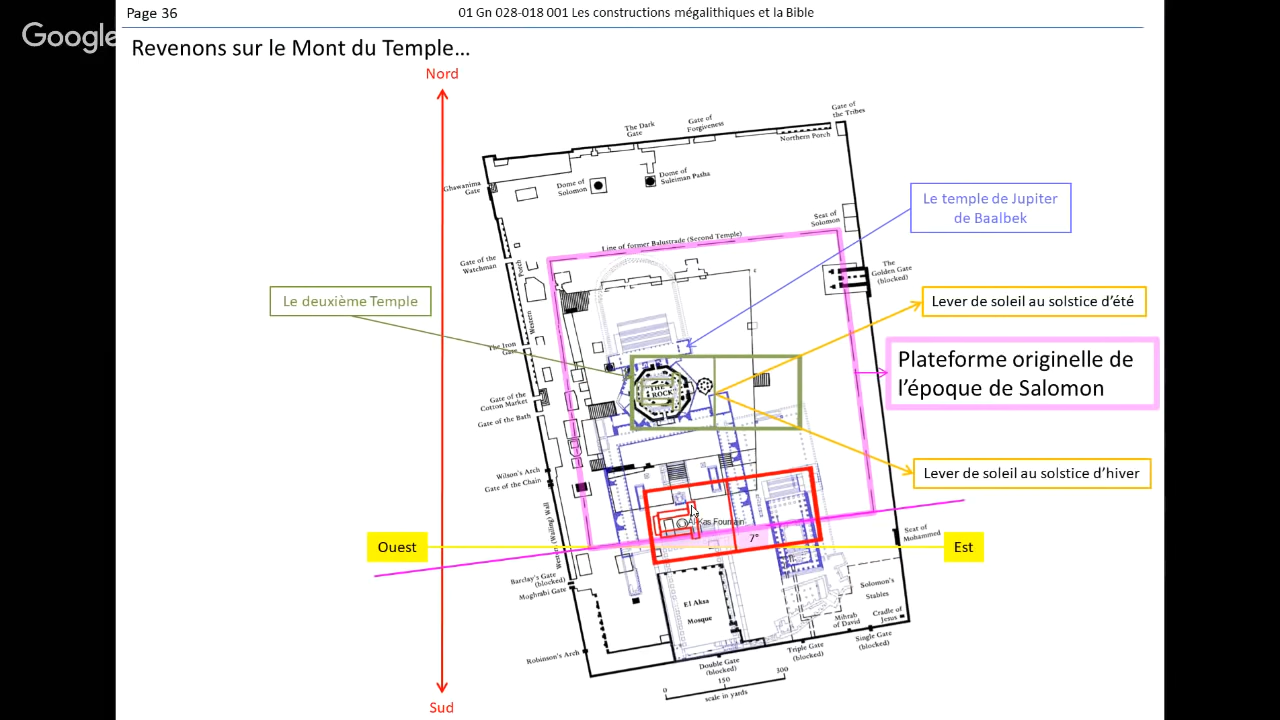 Page 36
01 Gn 028-018 001 Les constructions mégalithiques et la Bible
Google
Revenons sur le Mont du Temple…
Nord
Gate of
the Tribes
The Dark
Gate
Gate of
Forgiveness
Northern Porch
Ghawanima
Gate
Dome of
Solomon
Dome of
Suleiman Pasha
Le temple de Jupiter
de Baalbek
Seat of
Solomon
Line of former Balustrade (Second Temple)
Gate of the
Watchman
Porch
The
Golden Gate
(blocked)
Le deuxième Temple
Lever de soleil au solstice d'été
Western
The Iron
Gate
Plateforme originelle de
l'époque de Salomon
THE
ROCK
Gate of the
Cotton Market
Gate of the Bath
Wilson's Arch
Gate of the Chain
Lever de soleil au solstice d'hiver
Al Kas Fountain
Western (Wailing) Wall
7°
Seat of
Mohammed
Ouest
Est
Barclay's Gate
(blocked)
Moghrabi Gate
Solomon's
Stables
El Aksa
Mosque
Mihrab
of David
Cradle of
Jesus
Single Gate
(blocked)
Triple Gate
(blocked)
Robinson's Arch
Double Gate
(blocked)
0 150 300
scale in yards
Sud